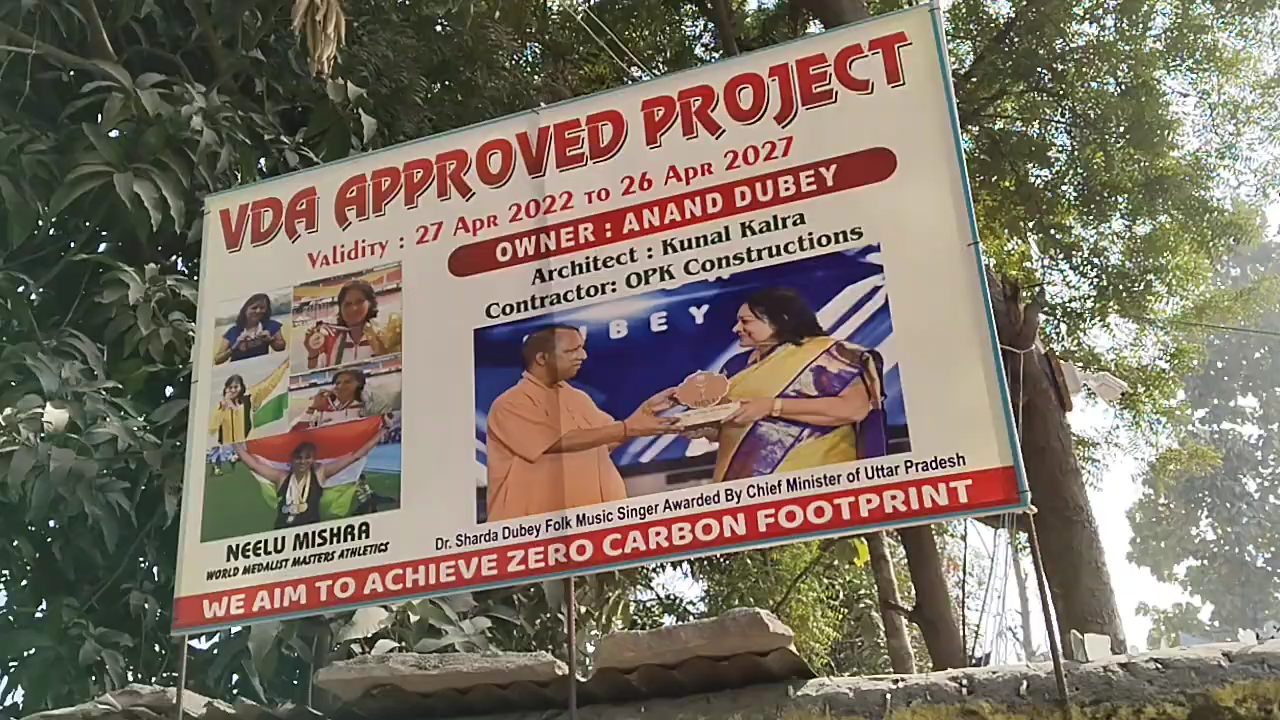 VDA APPROVED PROJECT
Validity : 27 Apr 2022 to 26 Apr 2027
OWNER : ANAND DUBEY
Architect : Kunal Kalra
Contractor: OPK Constructions
BEY
NEELU MISHRA
WORLD MEDALIST MASTERS ATHLETICS
Dr. Sharda Dubey Folk Music Singer Awarded By Chief Minister of Uttar Pradesh
WE AIM TO ACHIEVE ZERO CARBON FOOTPRINT